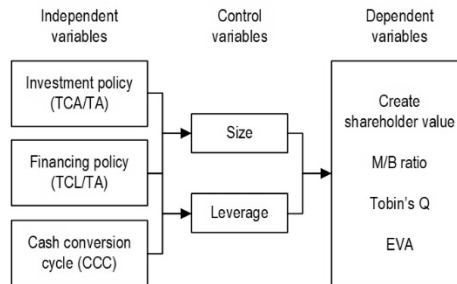 Independent
variables
Control
variables
Dependent
variables
Investment policy
(TCA/TA)
Financing policy
(TCL/TA)
Cash conversion
cycle (CCC)
Size
Leverage
Create
shareholder value
M/B ratio
Tobin's Q
EVA